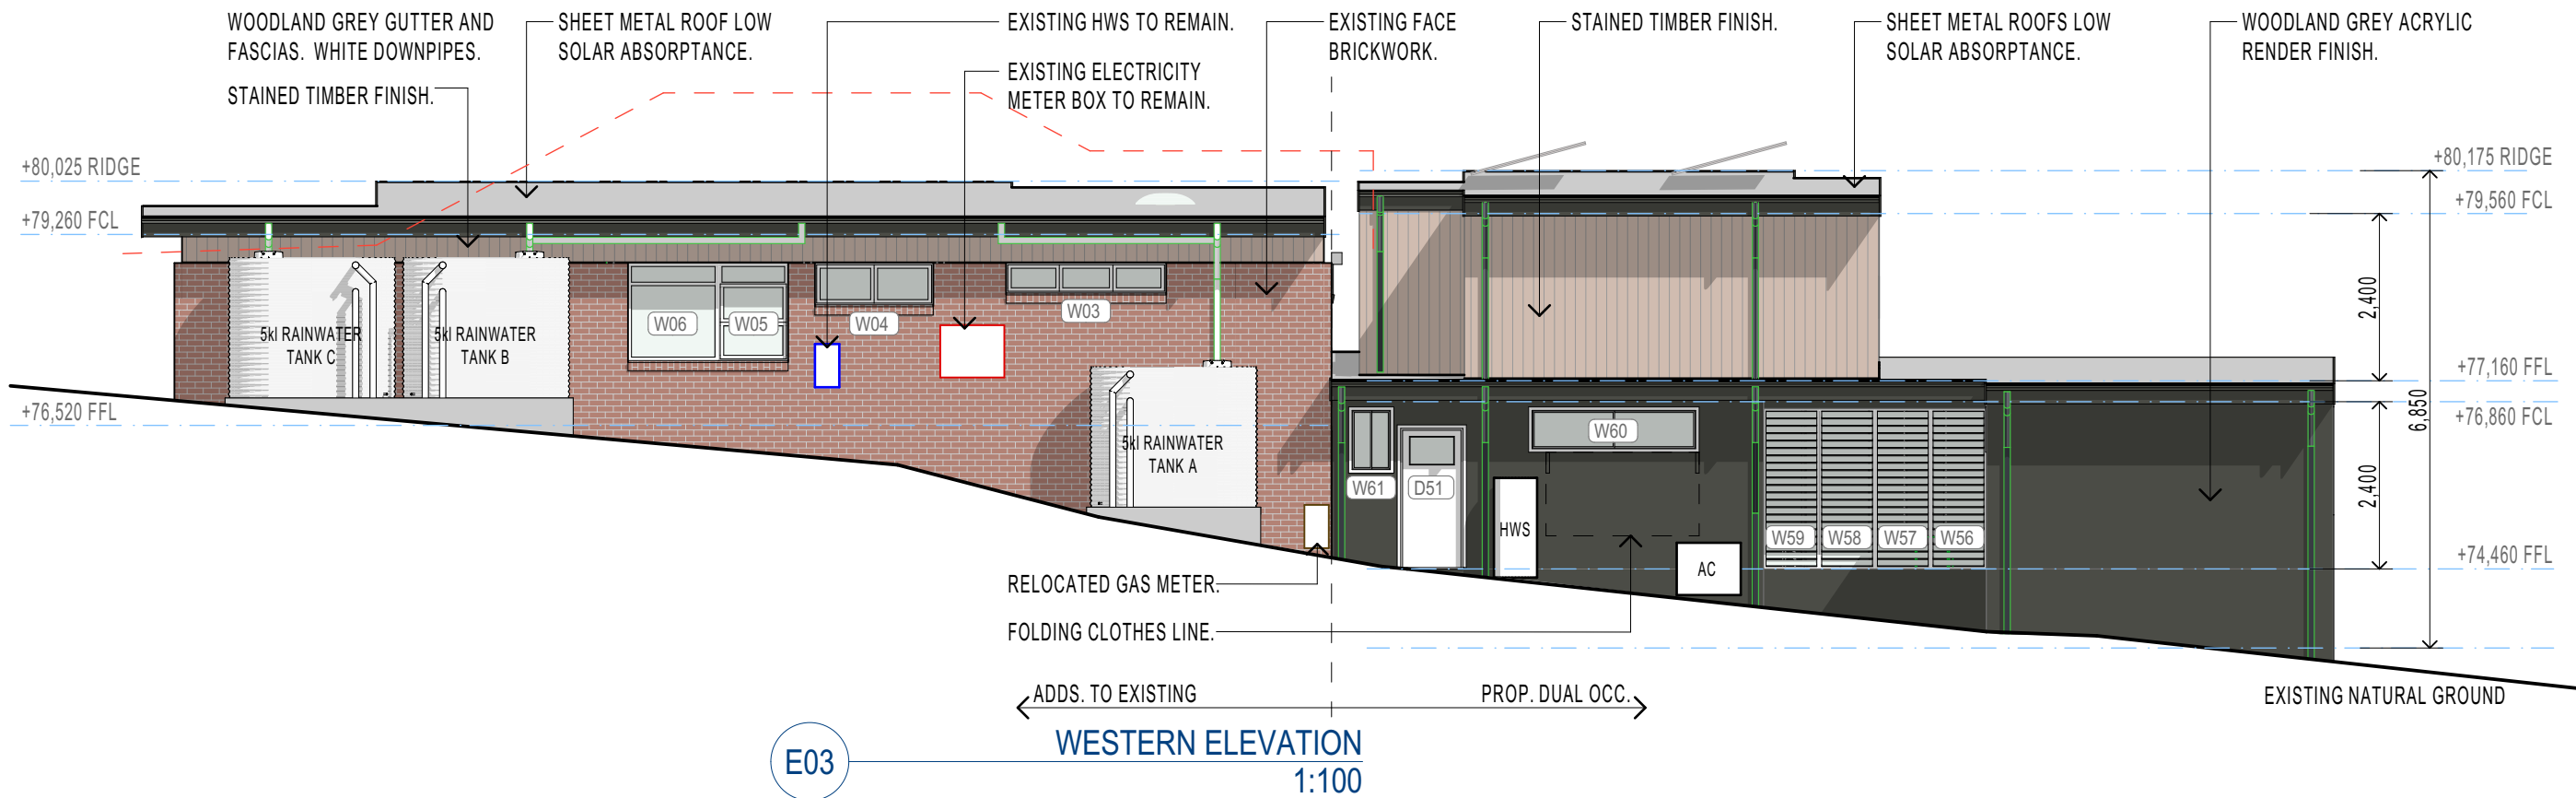 WOODLAND GREY GUTTER AND
FASCIAS. WHITE DOWNPIPES.
STAINED TIMBER FINISH.
SHEET METAL ROOF LOW
SOLAR ABSORPTANCE.
EXISTING HWS TO REMAIN.
EXISTING ELECTRICITY
METER BOX TO REMAIN.
EXISTING FACE
BRICKWORK.
STAINED TIMBER FINISH.
SHEET METAL ROOFS LOW
SOLAR ABSORPTANCE.
WOODLAND GREY ACRYLIC
RENDER FINISH.
+80,025 RIDGE
+79,260 FCL
+76,520 FFL
+80,175 RIDGE
+79,560 FCL
+77,160 FFL
+76,860 FCL
+74,460 FFL
2,400
2,400
6,850
5kl RAINWATER
TANK C
5kl RAINWATER
TANK B
W06
W05
W04
W03
5kl RAINWATER
TANK A
W61
D51
W60
HWS
AC
W59
W58
W57
W56
RELOCATED GAS METER.
FOLDING CLOTHES LINE.
ADDS. TO EXISTING
PROP. DUAL OCC.
EXISTING NATURAL GROUND
E03
WESTERN ELEVATION
1:100